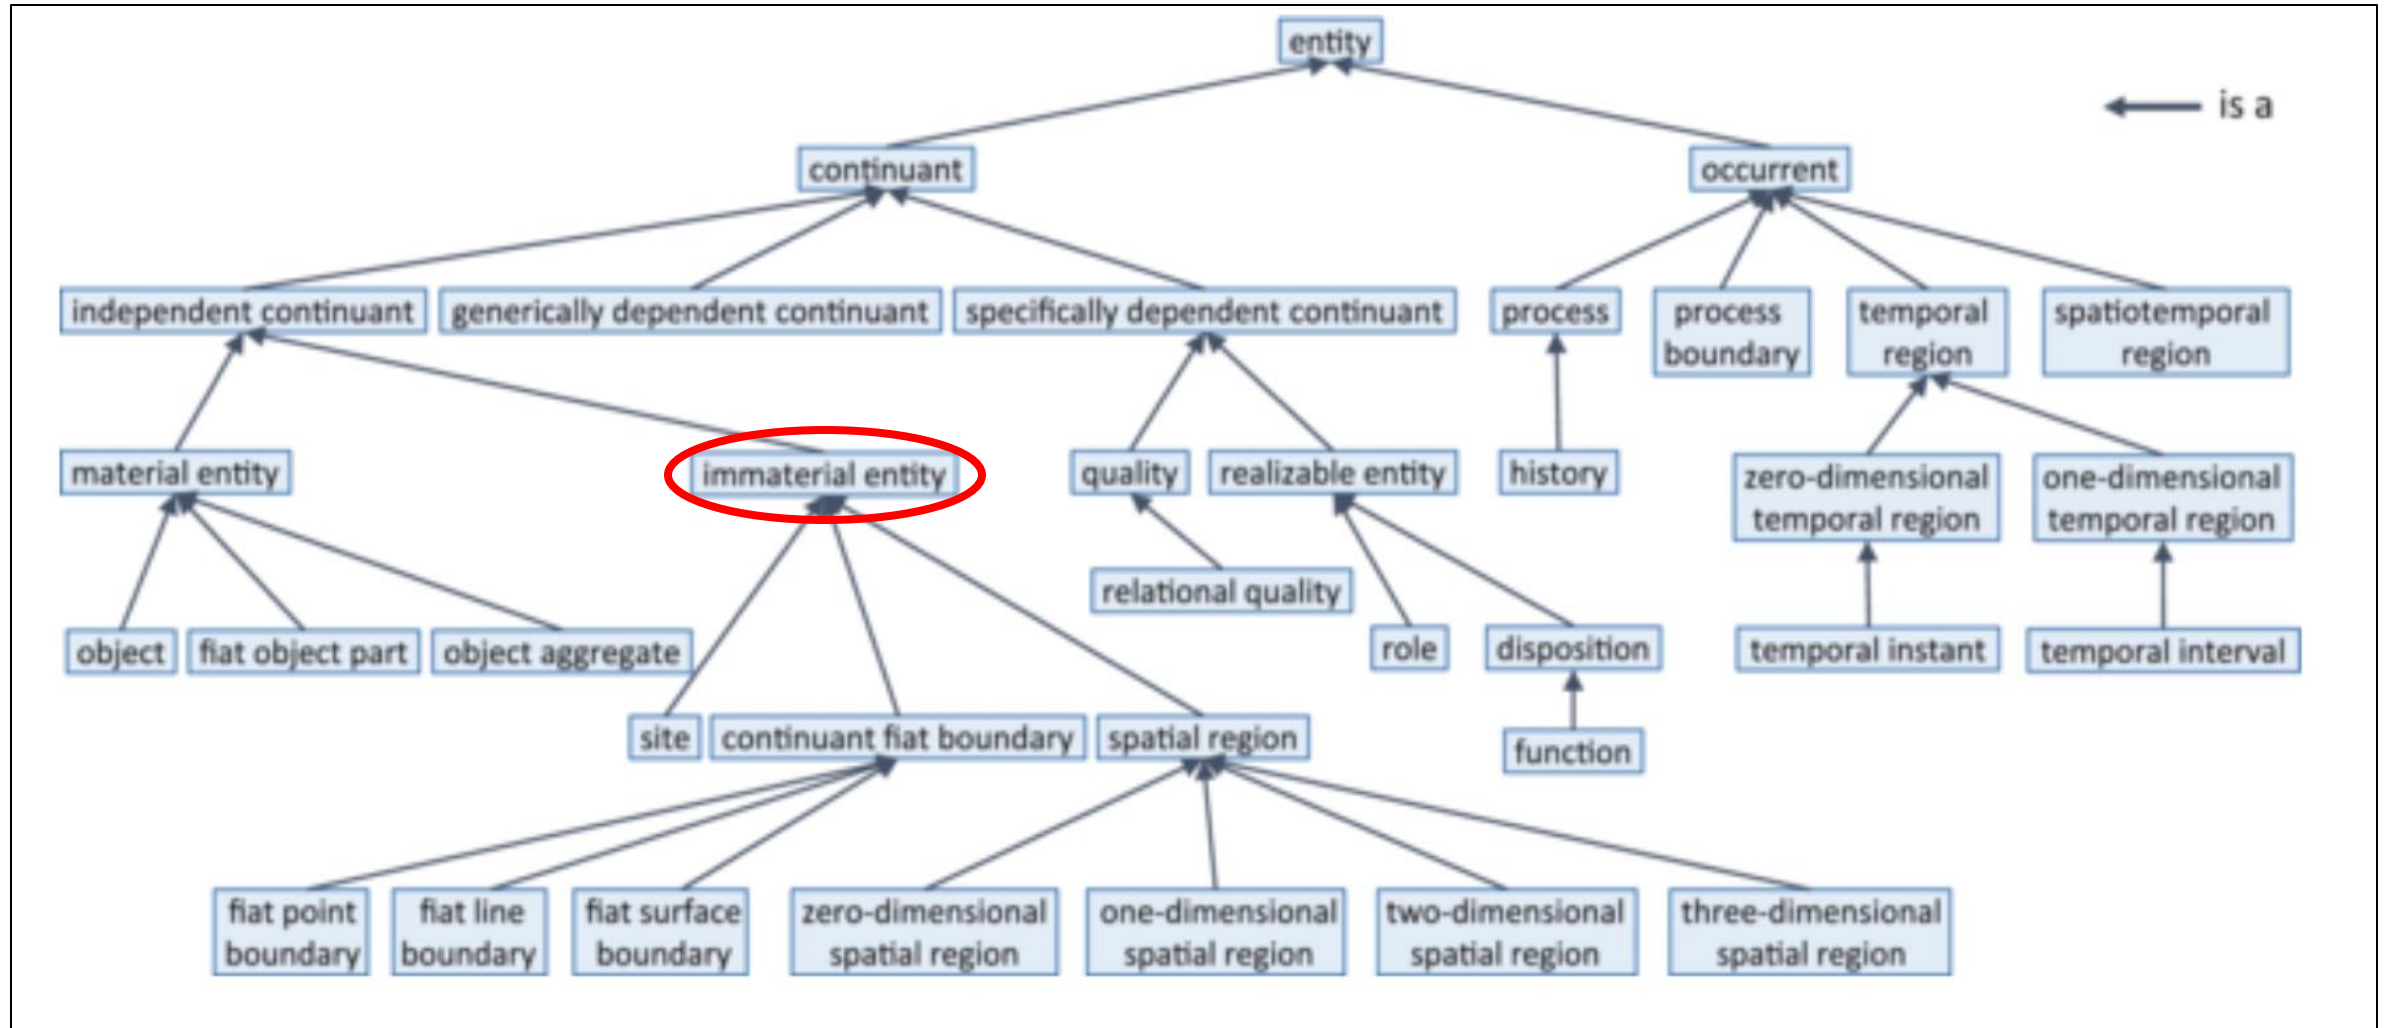 entity
is a
continuant
occurrent
independent continuant
generically dependent continuant
specifically dependent continuant
process
process
boundary
temporal
region
spatiotemporal
region
material entity
immaterial entity
quality
realizable entity
history
zero-dimensional
temporal region
one-dimensional
temporal region
relational quality
object
fiat object part
object aggregate
role
disposition
temporal instant
temporal interval
site
continuant fiat boundary
spatial region
function
fiat point
boundary
fiat line
boundary
fiat surface
boundary
zero-dimensional
spatial region
one-dimensional
spatial region
two-dimensional
spatial region
three-dimensional
spatial region